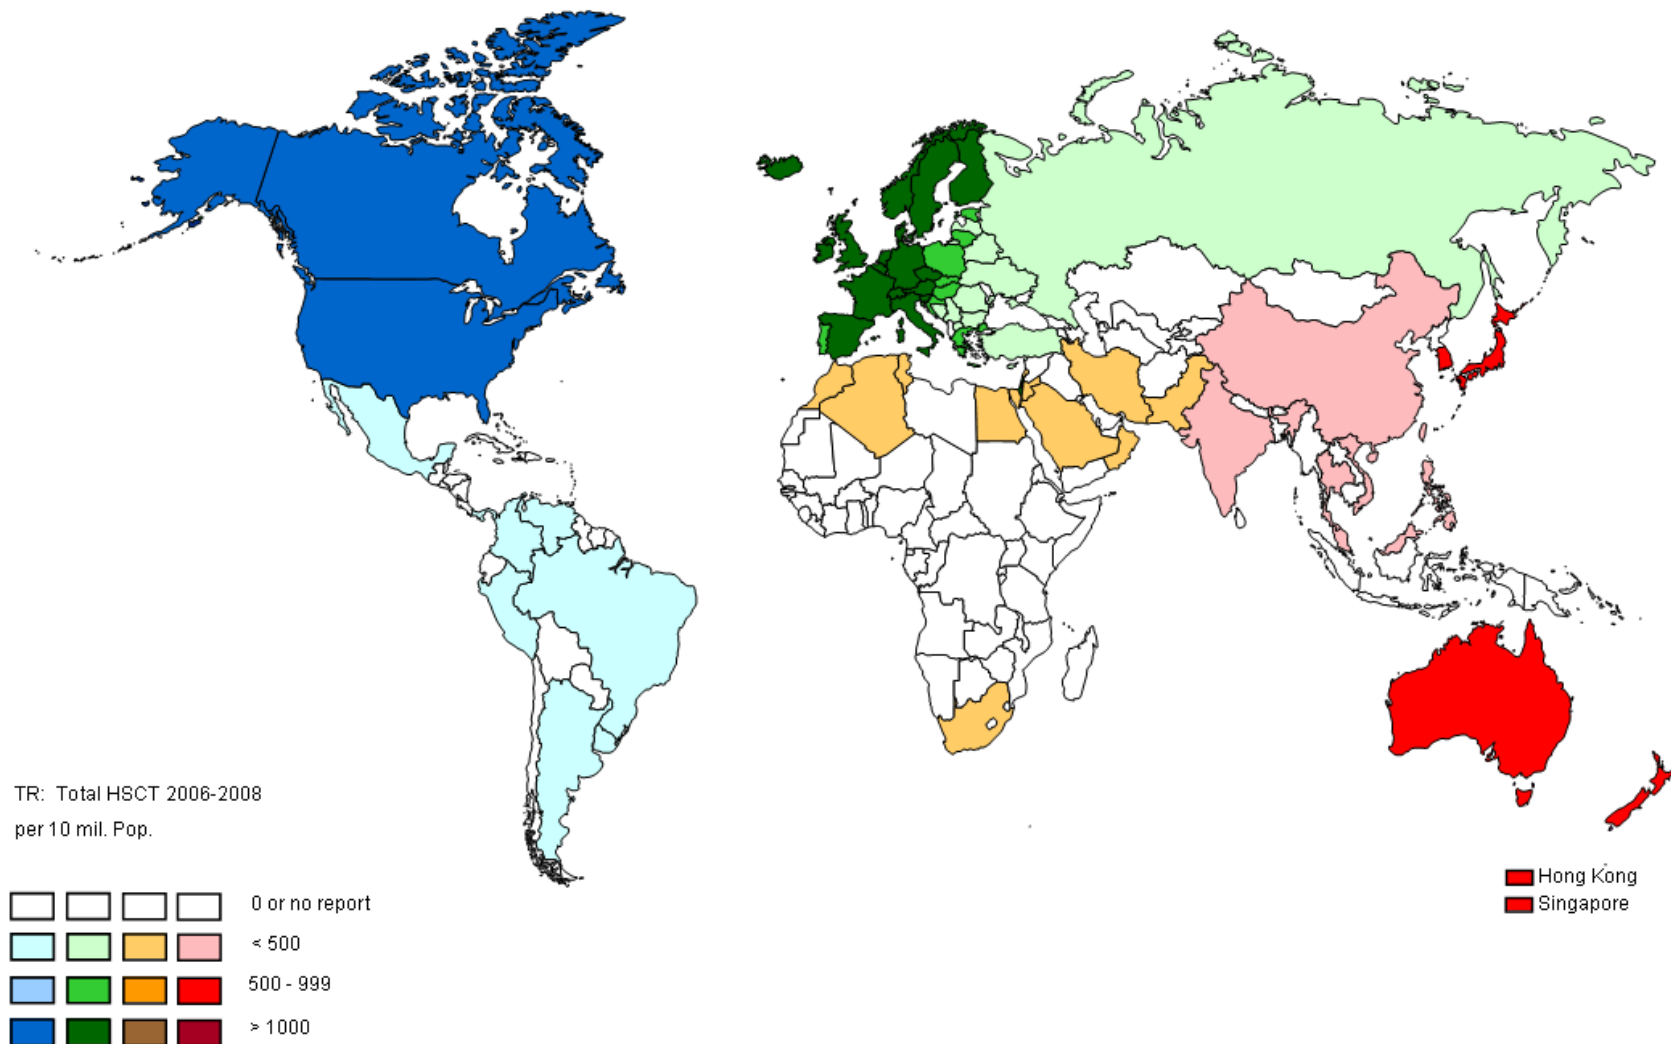 TR: Total HSCT 2006-2008
per 10 mil. Pop.
0 or no report
< 500
500 - 999
> 1000
Hong Kong
Singapore